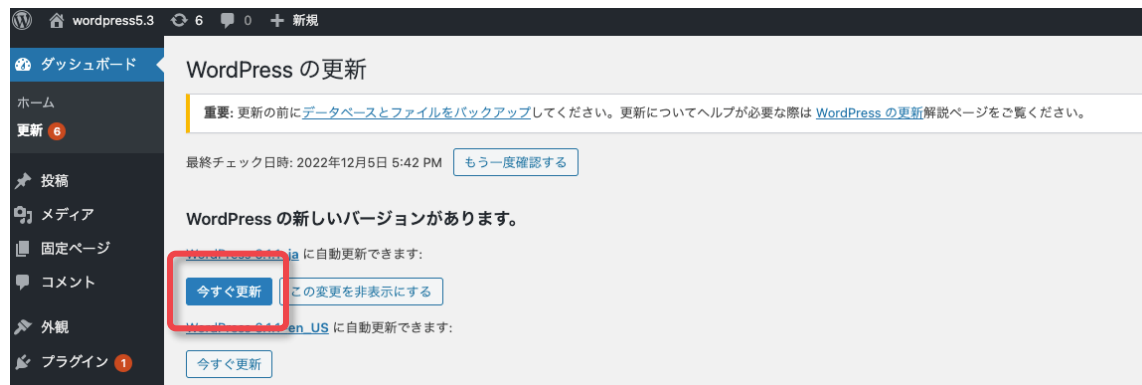 wordpress5.3 6 0 + 新規
ダッシュボード
ホーム
更新 6
投稿
メディア
固定ページ
コメント
外観
プラグイン 1
WordPress の更新
重要: 更新の前にデータベースとファイルをバックアップしてください。更新についてヘルプが必要な際は WordPress の更新解説ページをご覧ください。
最終チェック日時: 2022年12月5日 5:42 PM もう一度確認する
WordPress の新しいバージョンがあります。
ja に自動更新できます:
今すぐ更新 この変更を非表示にする
en_US に自動更新できます:
今すぐ更新